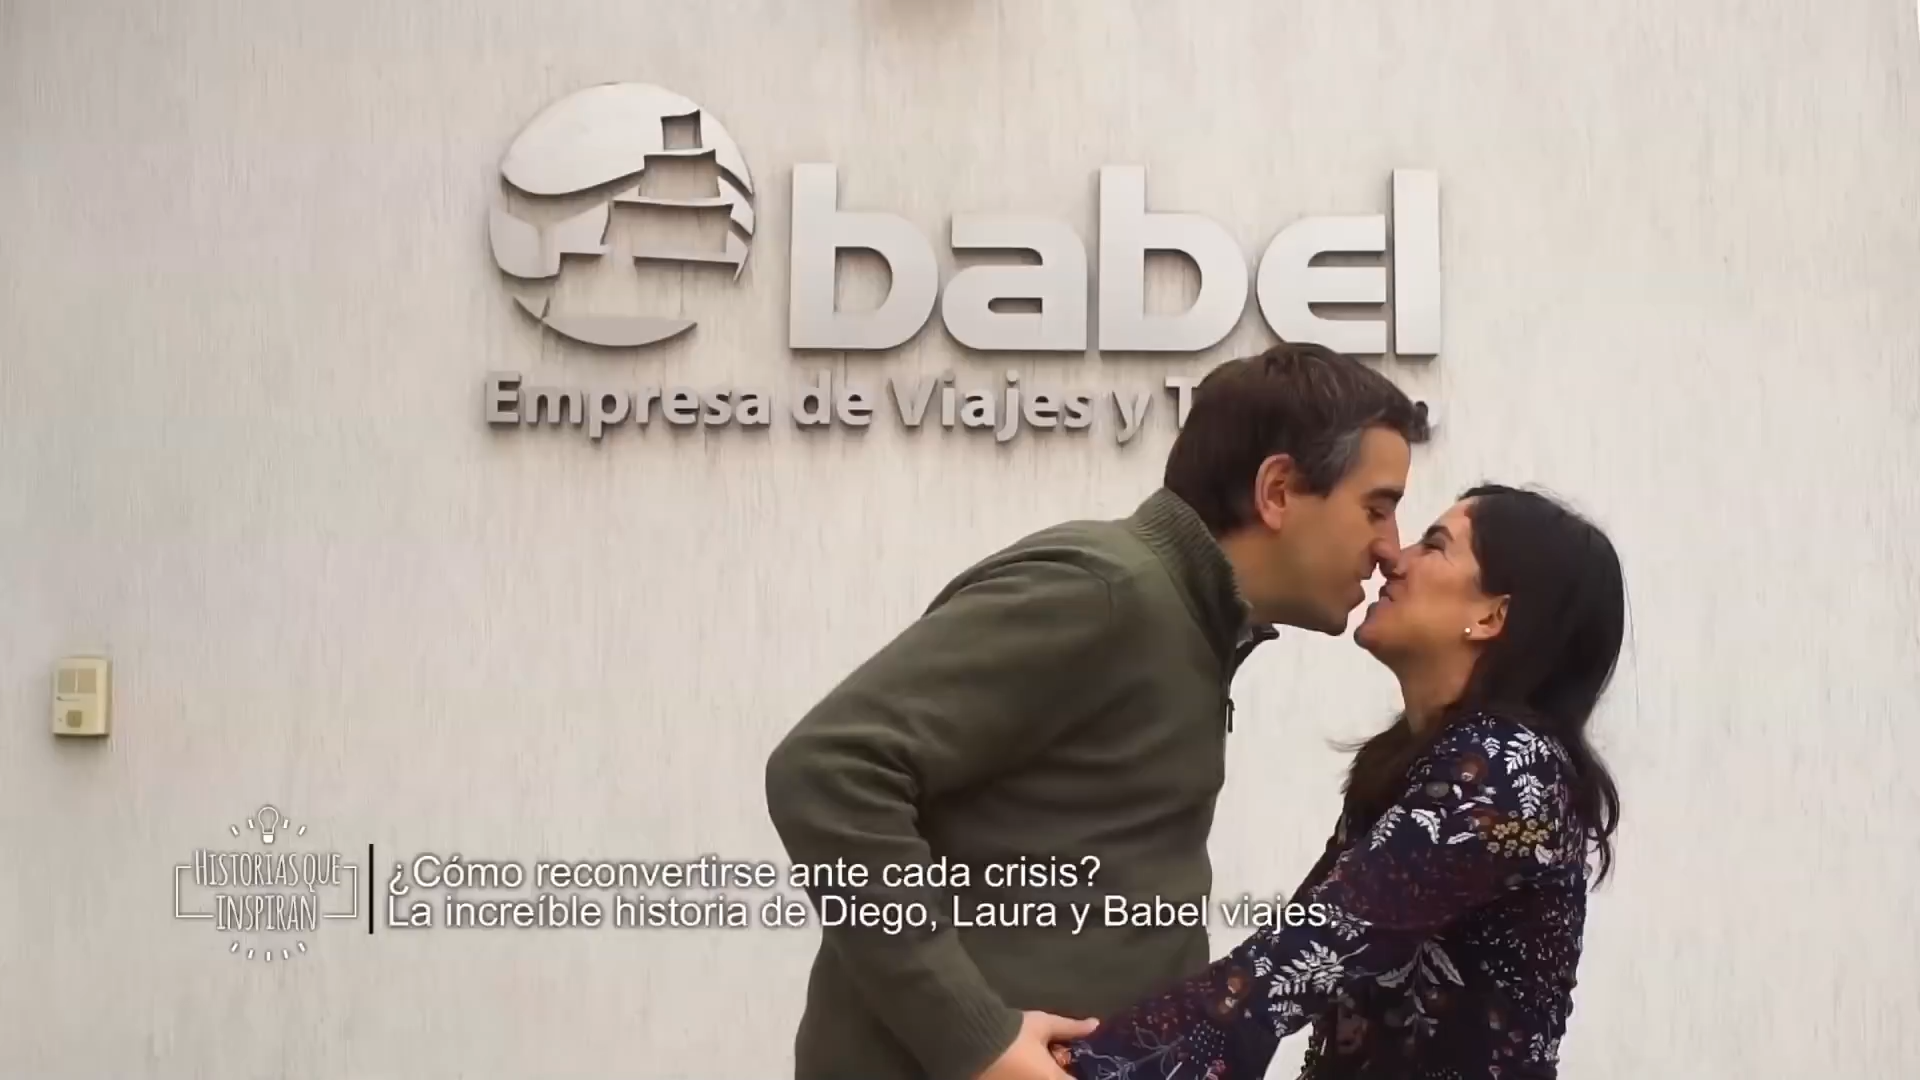 babel
Empresa de Viajes y
HISTORIAS QUE
INSPIRAN
¿Cómo reconvertirse ante cada crisis?
La increíble historia de Diego, Laura y Babel viajes.